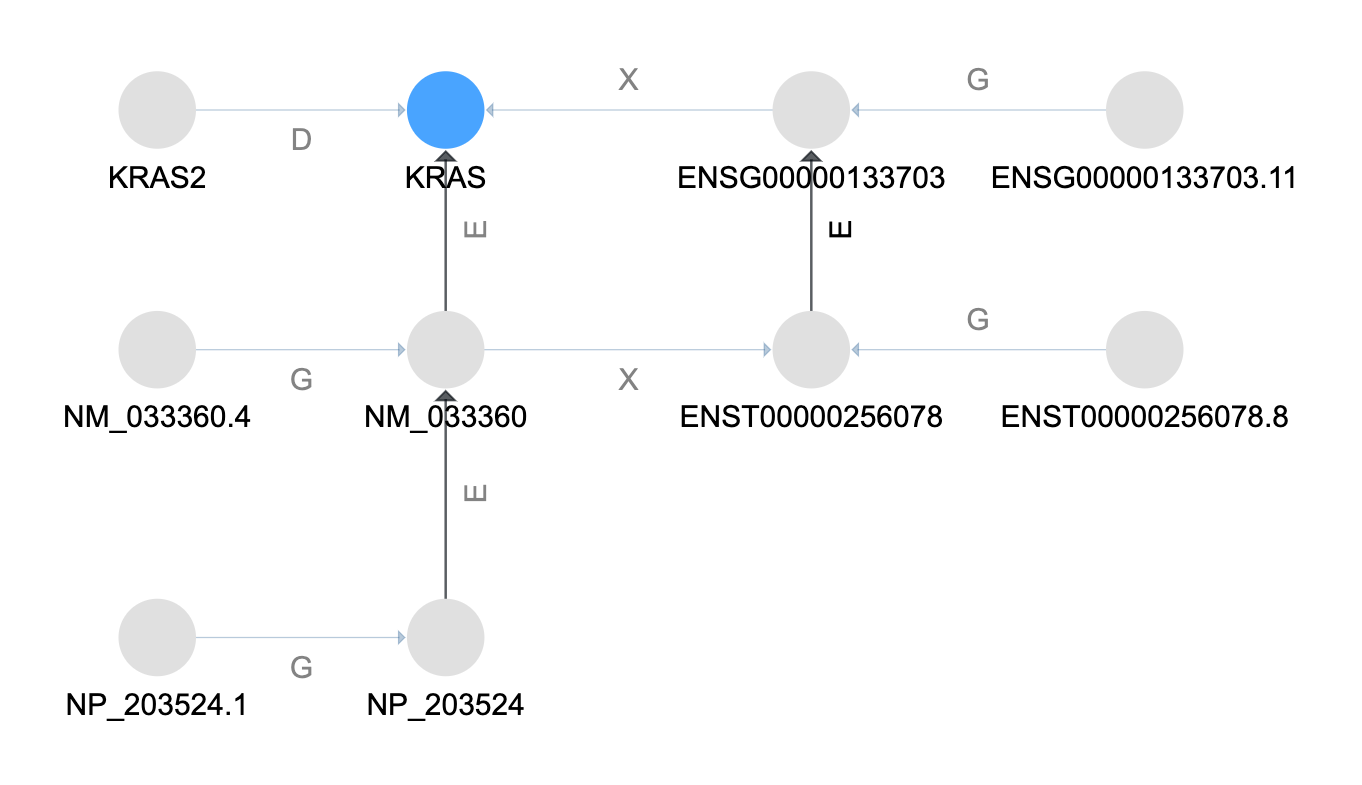 X
G
D
KRAS2
KRAS
ENSG00000133703
ENSG00000133703.11
E
E
G
G
X
NM_033360.4
NM_033360
ENST00000256078
ENST00000256078.8
E
G
NP_203524.1
NP_203524